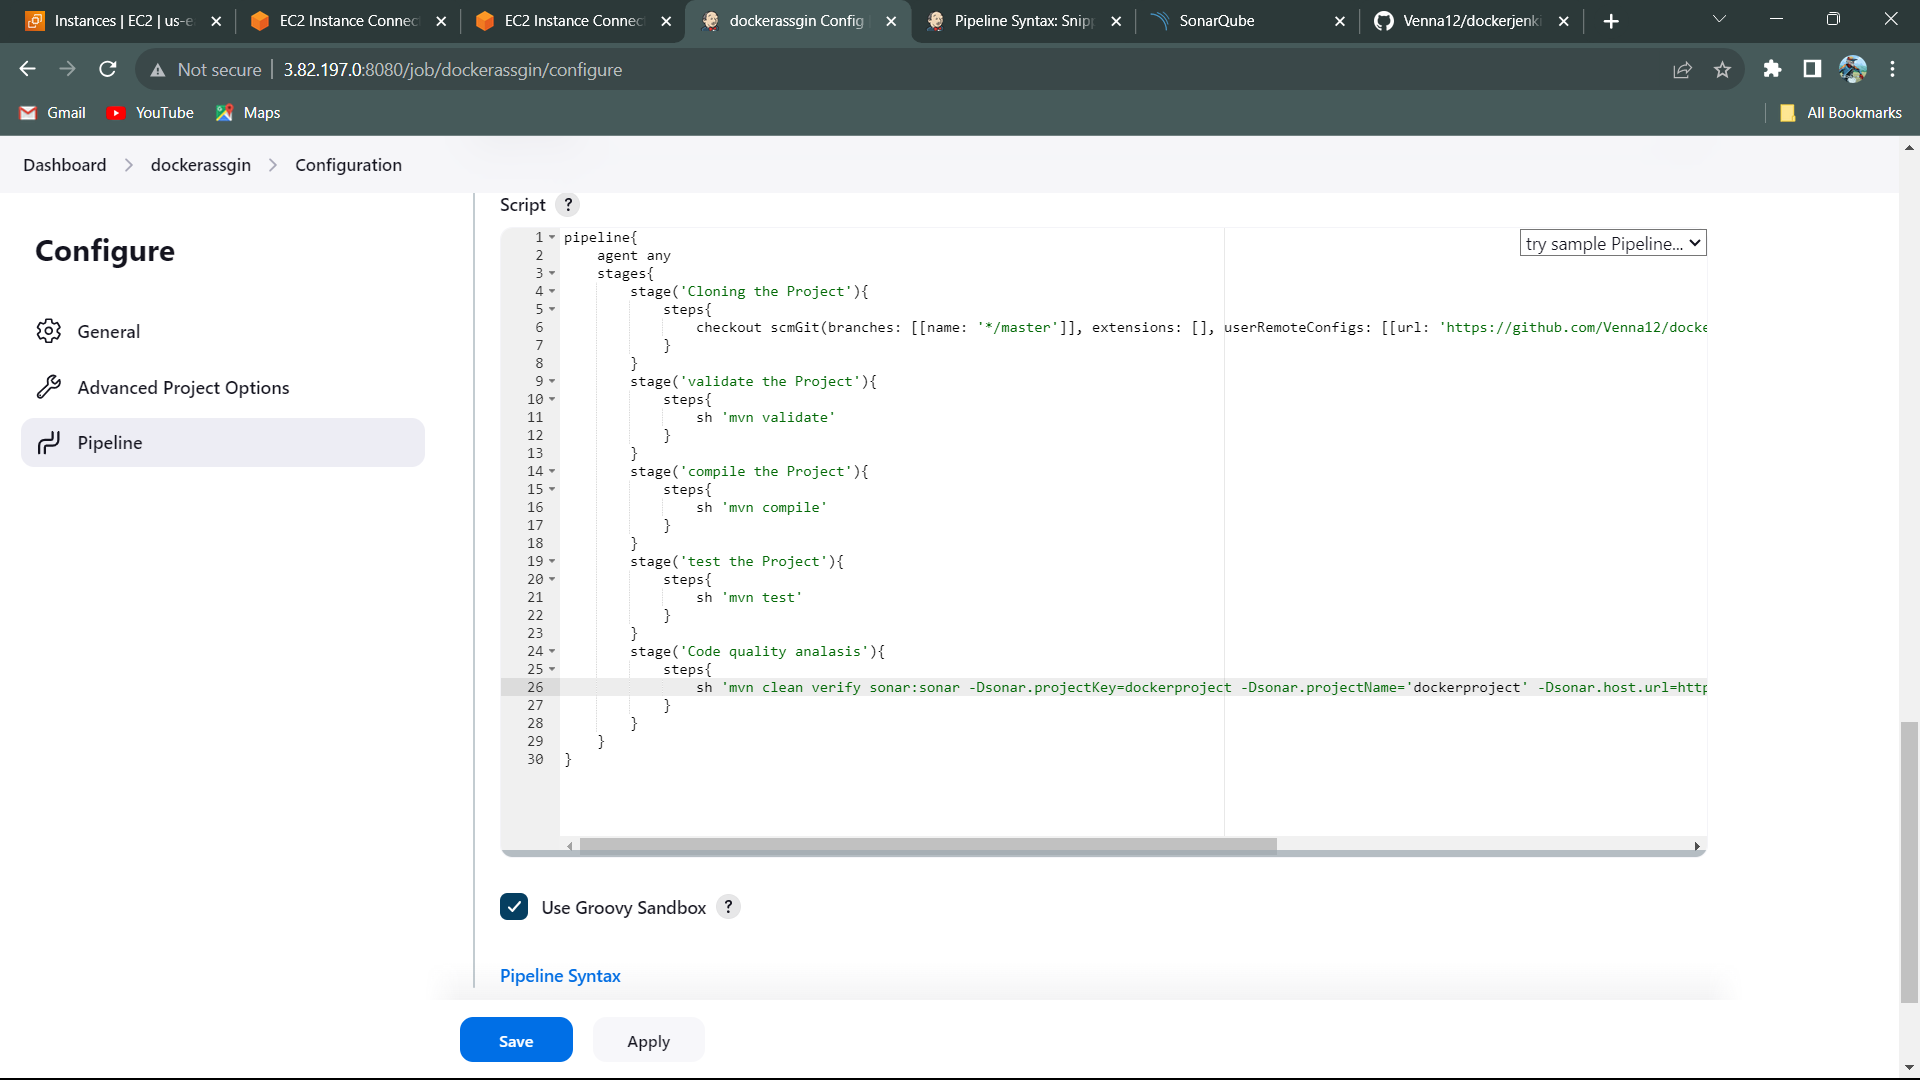 Instances | EC2 | us-e
EC2 Instance Connect
EC2 Instance Connect
dockerassgin Config
Pipeline Syntax: Snipp
SonarQube
Venna12/dockerjenki
Not secure
3.82.197.0:8080/job/dockerassgin/configure
Gmail
YouTube
Maps
All Bookmarks
Dashboard
dockerassgin
Configuration
Configure
General
Advanced Project Options
Pipeline
Script ?
try sample Pipeline...
1 pipeline{
2 agent any
3 stages{
4 stage('Cloning the Project'){
5 steps{
6 checkout scmGit(branches: [[name: '*/master']], extensions: [], userRemoteConfigs: [[url: 'https://github.com/Venna12/docke
7 }
8 }
9 stage('validate the Project'){
10 steps{
11 sh 'mvn validate'
12 }
13 }
14 stage('compile the Project'){
15 steps{
16 sh 'mvn compile'
17 }
18 }
19 stage('test the Project'){
20 steps{
21 sh 'mvn test'
22 }
23 }
24 stage('Code quality analasis'){
25 steps{
26 sh 'mvn clean verify sonar:sonar -Dsonar.projectKey=dockerproject -Dsonar.projectName='dockerproject' -Dsonar.host.url=http
27 }
28 }
29 }
30 }
Use Groovy Sandbox ?
Pipeline Syntax
Save
Apply